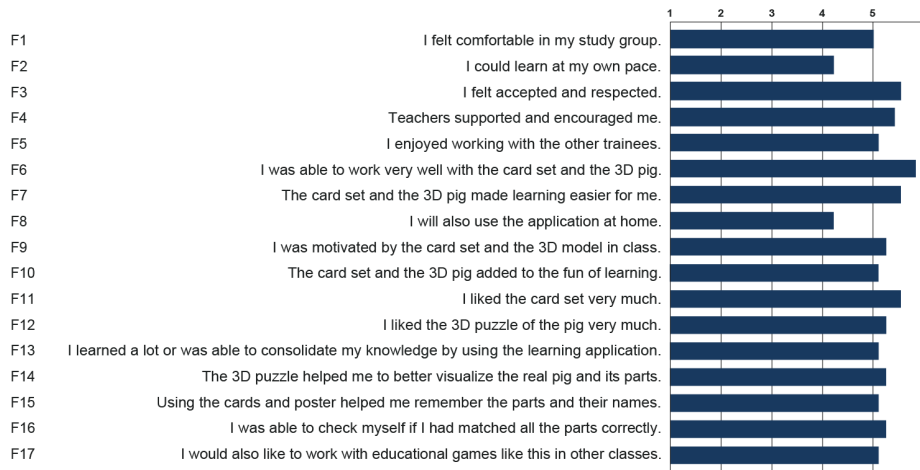 1 2 3 4 5
F1 I felt comfortable in my study group.
F2 I could learn at my own pace.
F3 I felt accepted and respected.
F4 Teachers supported and encouraged me.
F5 I enjoyed working with the other trainees.
F6 I was able to work very well with the card set and the 3D pig.
F7 The card set and the 3D pig made learning easier for me.
F8 I will also use the application at home.
F9 I was motivated by the card set and the 3D model in class.
F10 The card set and the 3D pig added to the fun of learning.
F11 I liked the card set very much.
F12 I liked the 3D puzzle of the pig very much.
F13 I learned a lot or was able to consolidate my knowledge by using the learning application.
F14 The 3D puzzle helped me to better visualize the real pig and its parts.
F15 Using the cards and poster helped me remember the parts and their names.
F16 I was able to check myself if I had matched all the parts correctly.
F17 I would also like to work with educational games like this in other classes.